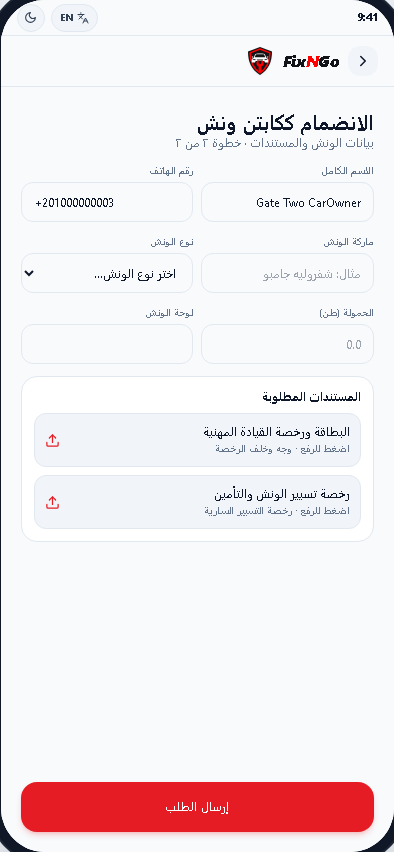 9:41
EN
FixNGo
الانضمام ككابتن ونش
بيانات الونش والمستندات · خطوة ٢ من ٢
الاسم الكامل
رقم الهاتف
Gate Two CarOwner
+201000000003
ماركة الونش
نوع الونش
مثال: شفروليه جامبو
اختر نوع الونش...
الحمولة (طن)
لوحة الونش
0.0
المستندات المطلوبة
البطاقة ورخصة القيادة المهنية
اضغط للرفع · وجه وخلف الرخصة
رخصة تسيير الونش والتأمين
اضغط للرفع · رخصة التسيير السارية
إرسال الطلب